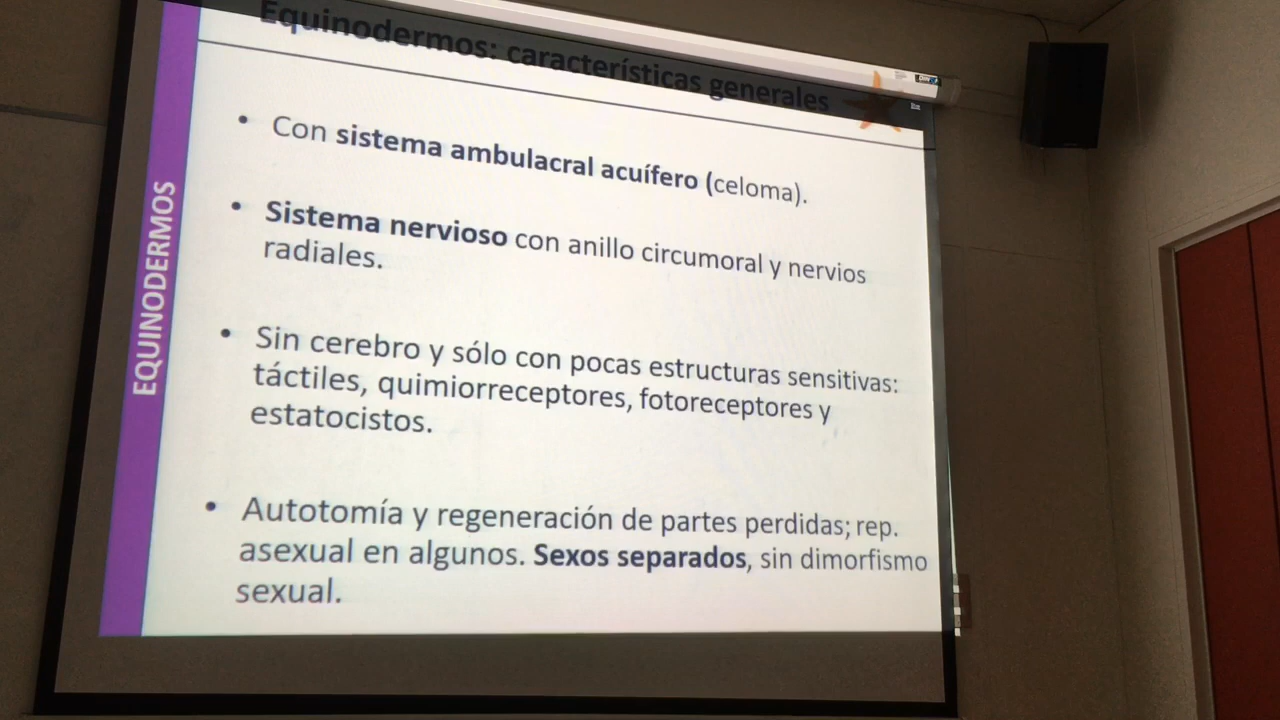 Equinodermos: características generales
• Con sistema ambulacral acuífero (celoma).
• Sistema nervioso con anillo circumoral y nervios
radiales.
• Sin cerebro y sólo con pocas estructuras sensitivas:
táctiles, quimiorreceptores, fotoreceptores y
estatocistos.
• Autotomía y regeneración de partes perdidas; rep.
asexual en algunos. Sexos separados, sin dimorfismo
sexual.
EQUINODERMOS